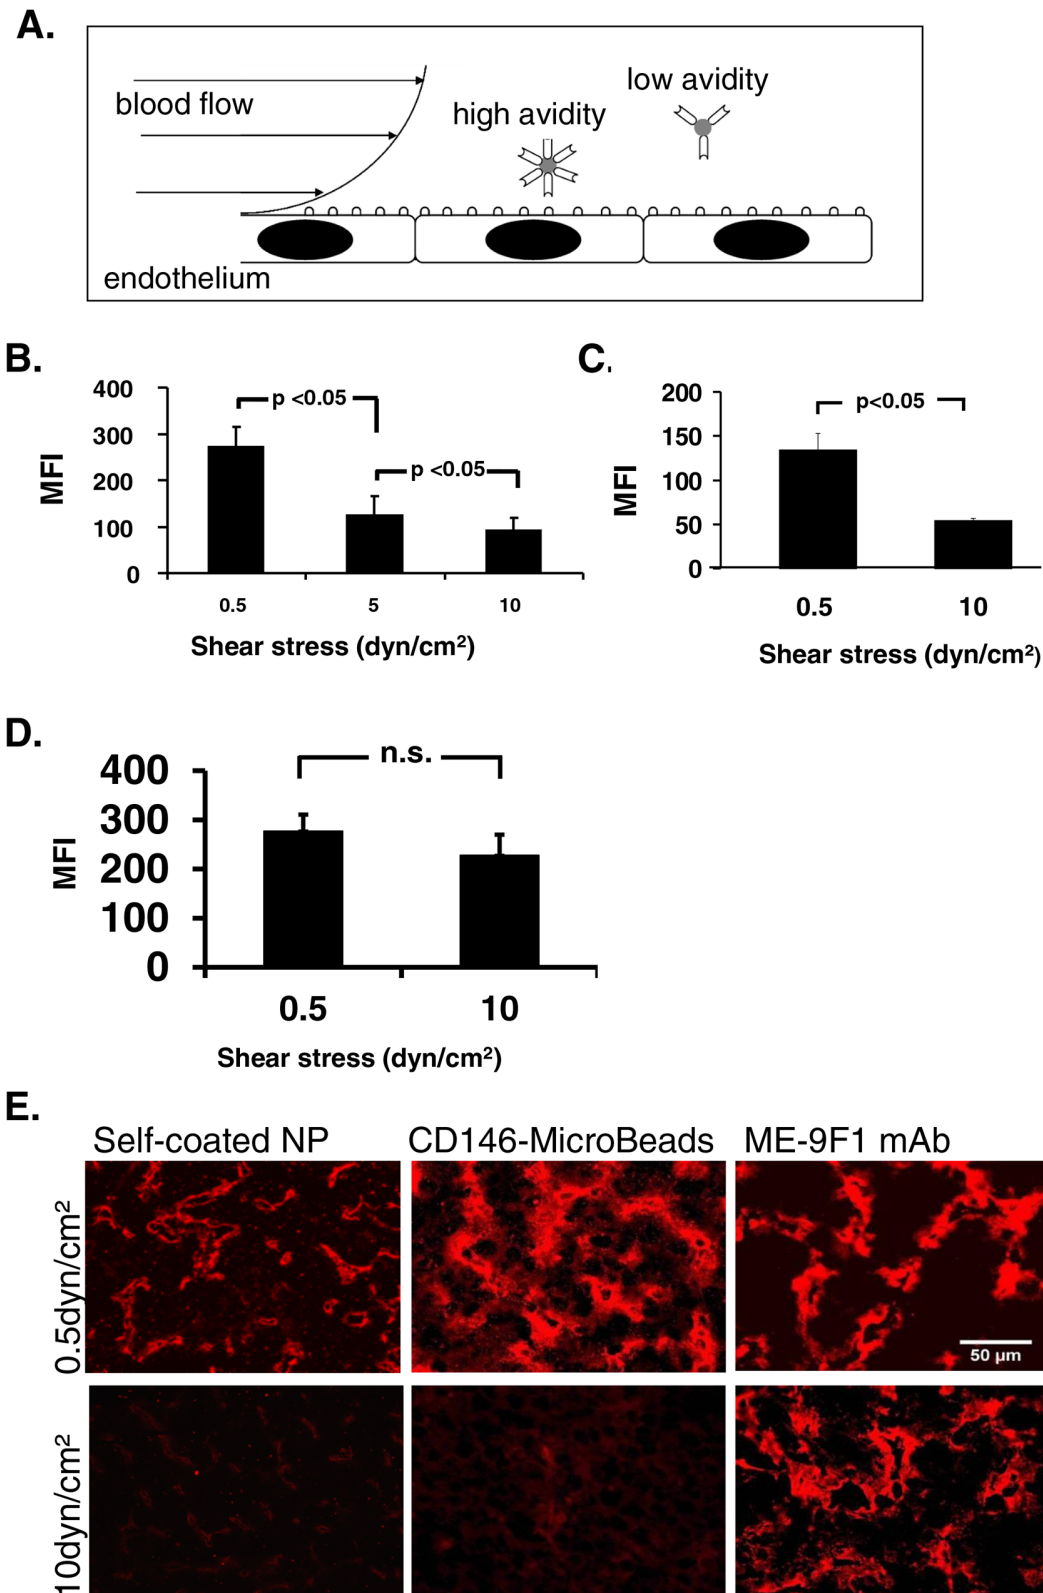 A.
low avidity
blood flow
high avidity
endothelium
B.
400
300
200
100
0
MFI
p <0.05
p <0.05
0.5 5 10
Shear stress (dyn/cm²)
C.
200
150
100
50
0
MFI
p<0.05
0.5 10
Shear stress (dyn/cm²)
D.
400
300
200
100
0
MFI
n.s.
0.5 10
Shear stress (dyn/cm²)
E.
Self-coated NP CD146-MicroBeads ME-9F1 mAb
0.5dyn/cm²
50 µm
10dyn/cm²